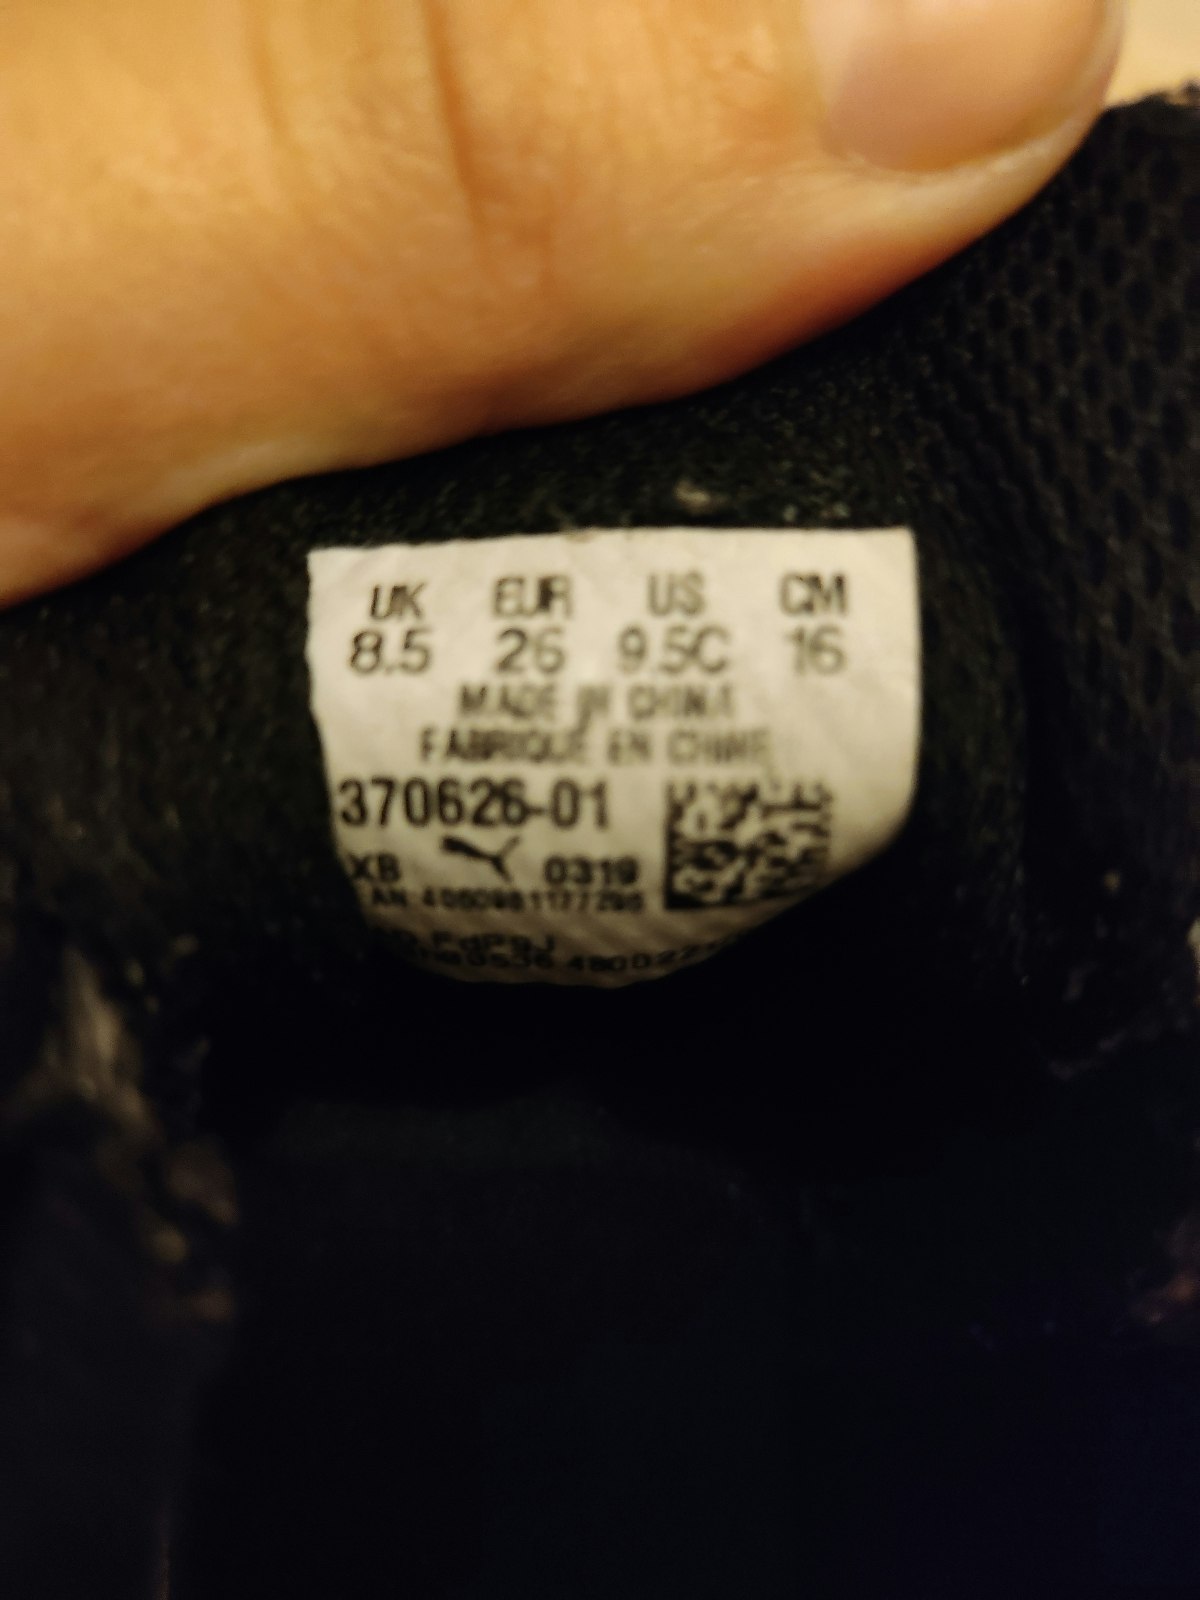 UK EUR US CM
8.5 26 9.5C 16
MADE IN CHINA
FABRIQUE EN CHINE
370626-01
XB 0319